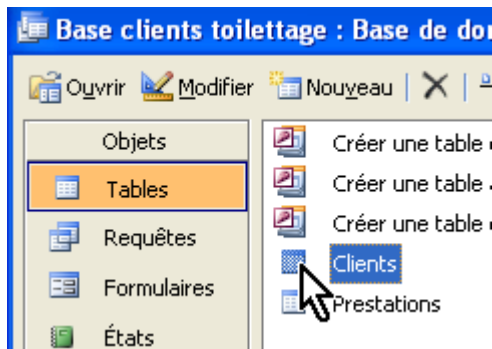 Base clients toilettage : Base de do
Ouvrir Modifier Nouveau
Objets
Créer une table
Tables
Créer une table
Créer une table
Requêtes
Clients
Formulaires
Prestations
États